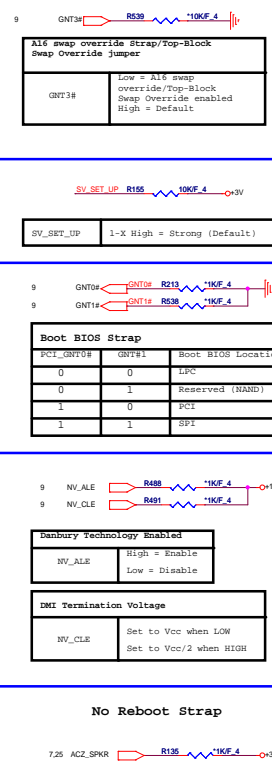 9 GNT3# R539 *10K/F_4
A16 swap override Strap/Top-Block
Swap Override jumper
GNT3#
Low = A16 swap
override/Top-Block
Swap Override enabled
High = Default
SV_SET_UP R155 10K/F_4 +3V
SV_SET_UP 1-X High = Strong (Default)
9 GNT0# GNT0# R213 *1K/F_4
9 GNT1# GNT1# R538 *1K/F_4
Boot BIOS Strap
PCI_GNT0# GNT#1 Boot BIOS Locatio
0 0 LPC
0 1 Reserved (NAND)
1 0 PCI
1 1 SPI
9 NV_ALE R488 *1K/F_4 +1
9 NV_CLE R491 *1K/F_4
Danbury Technology Enabled
NV_ALE
High = Enable
Low = Disable
DMI Termination Voltage
NV_CLE
Set to Vcc when LOW
Set to Vcc/2 when HIGH
No Reboot Strap
7,25 ACZ_SPKR R135 *1K/F_4 +3